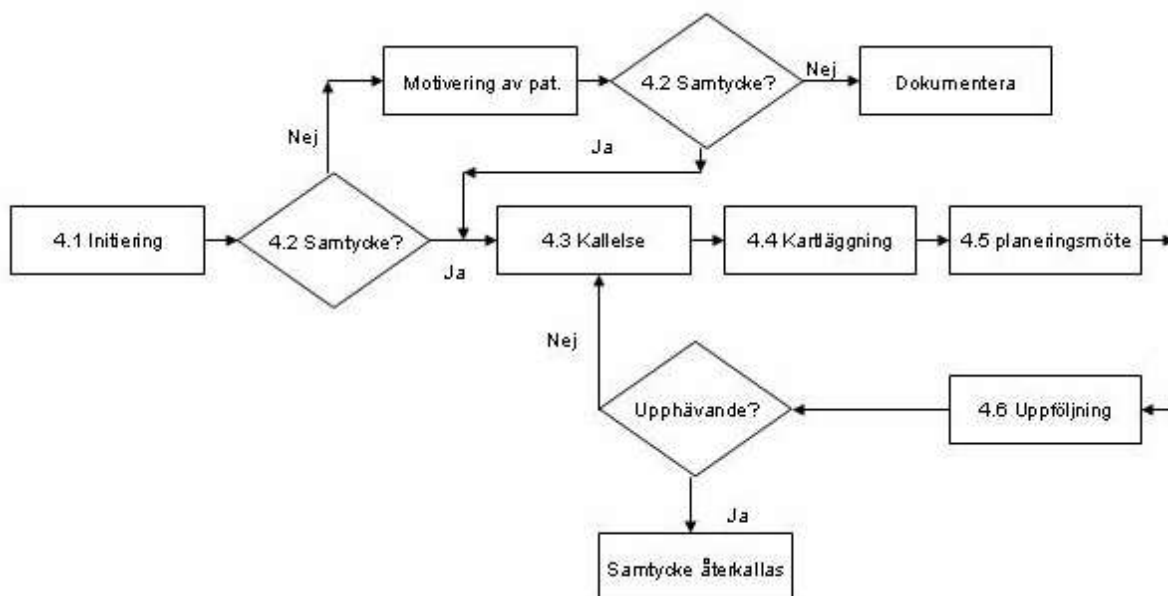 Motivering av pat.
4.2 Samtycke?
Nej
Dokumentera
Nej
Ja
4.1 Initiering
4.2 Samtycke?
Ja
4.3 Kallelse
4.4 Kartläggning
4.5 planeringsmöte
Nej
Upphävande?
4.6 Uppföljning
Ja
Samtycke återkallas